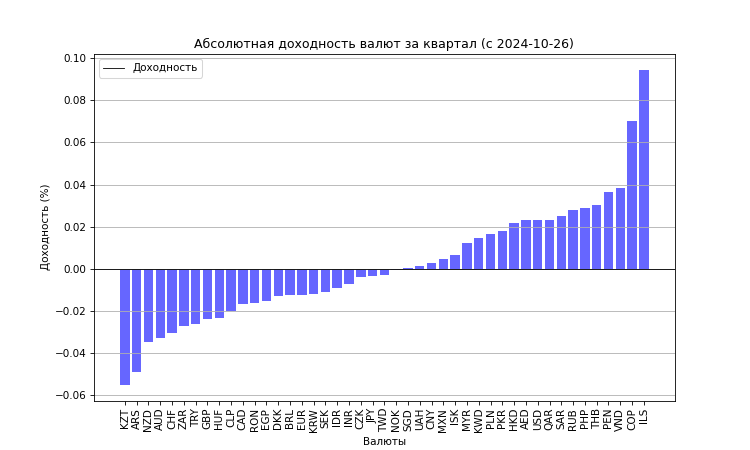 Абсолютная доходность валют за квартал (с 2024-10-26)
Доходность
Доходность (%)
0.10
0.08
0.06
0.04
0.02
0.00
−0.02
−0.04
−0.06
KZT ARS NZD AUD CHF ZAR TRY GBP HUF CLP CAD RON EGP DKK BRL EUR KRW SEK IDR INR CZK JPY TWD NOK SGD UAH CNY MXN ISK MYR KWD PLN PKR HKD AED USD QAR SAR RUB PHP THB PEN VND COP ILS
Валюты